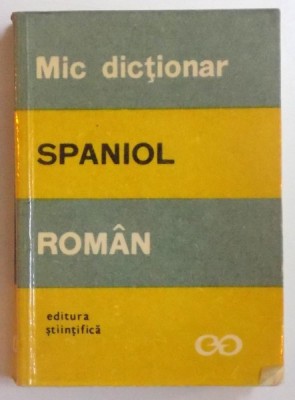 Mic dicţionar
SPANIOL
ROMÂN
editura
ştiinţifică